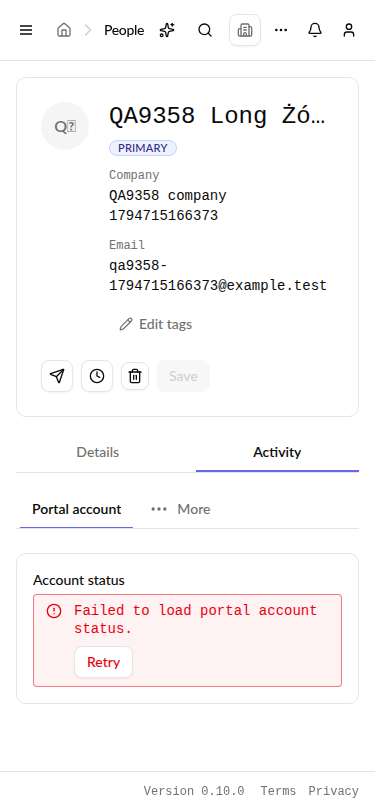 People
Q
QA9358 Long Żó…
PRIMARY
Company
QA9358 company
1794715166373
Email
qa9358-
1794715166373@example.test
Edit tags
Save
Details
Activity
Portal account
More
Account status
Failed to load portal account
status.
Retry
Version 0.10.0
Terms
Privacy